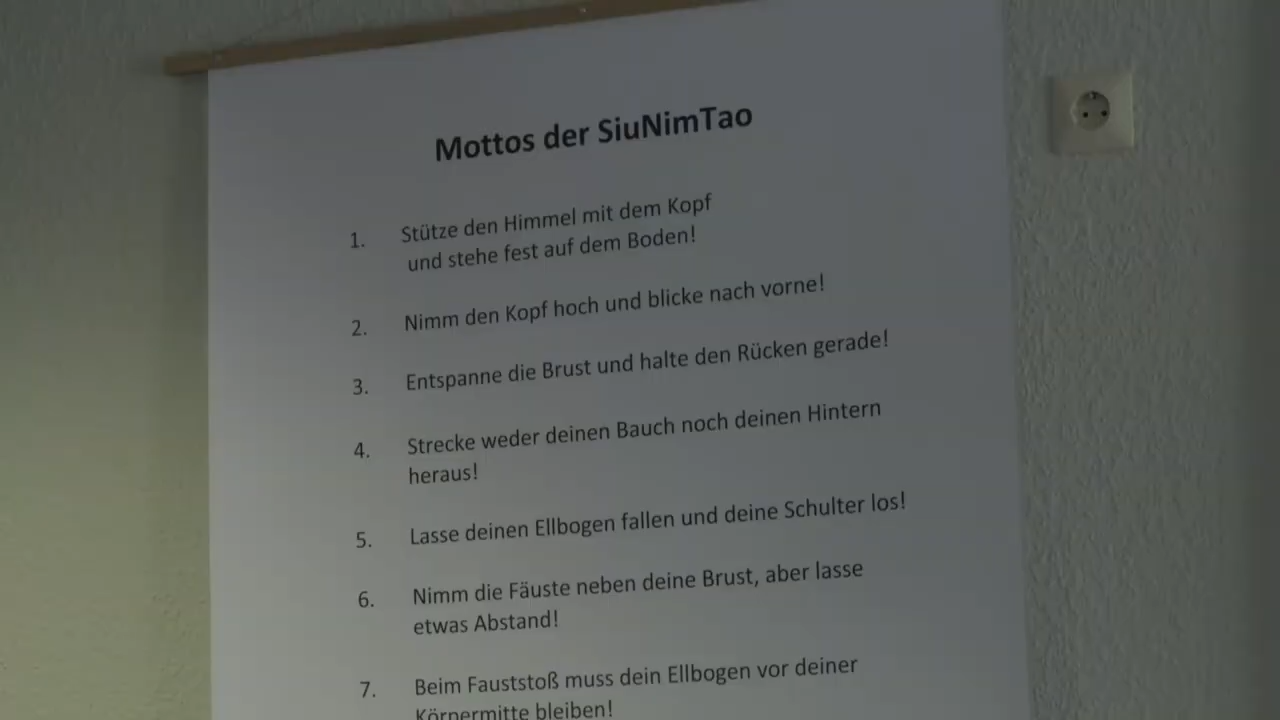 Mottos der SiuNimTao
1. Stütze den Himmel mit dem Kopf
und stehe fest auf dem Boden!
2. Nimm den Kopf hoch und blicke nach vorne!
3. Entspanne die Brust und halte den Rücken gerade!
4. Strecke weder deinen Bauch noch deinen Hintern
heraus!
5. Lasse deinen Ellbogen fallen und deine Schulter los!
6. Nimm die Fäuste neben deine Brust, aber lasse
etwas Abstand!
7. Beim Fauststoß muss dein Ellbogen vor deiner
Körpermitte bleiben!